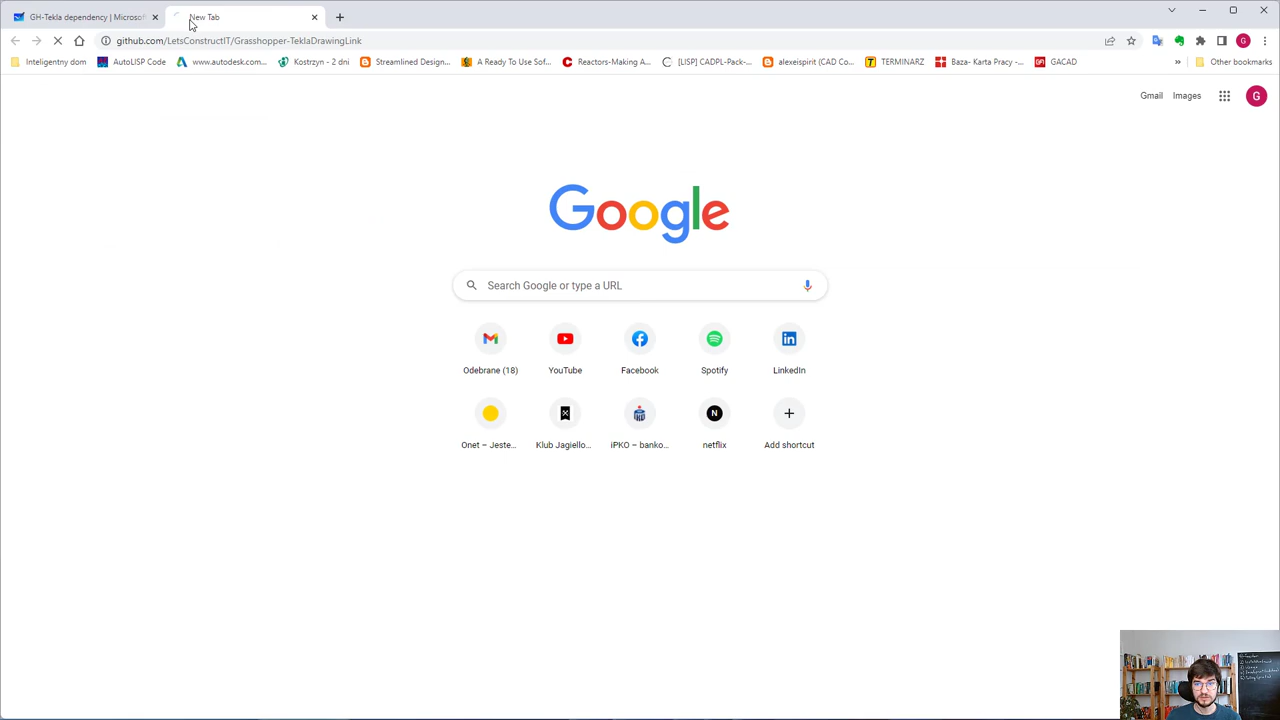 GH-Tekla dependency | Microsof
New Tab
github.com/LetsConstructIT/Grasshopper-TeklaDrawingLink
G
Inteligentny dom
AutoLISP Code
www.autodesk.com...
Kostrzyn - 2 dni
Streamlined Design...
A Ready To Use Sof...
Reactors-Making A...
[LISP] CADPL-Pack-...
alexeispirit (CAD Co...
TERMINARZ
Baza- Karta Pracy -...
GACAD
»
Other bookmarks
Gmail
Images
G
Google
Search Google or type a URL
Odebrane (18)
YouTube
Facebook
Spotify
LinkedIn
Onet – Jeste...
Klub Jagiello...
iPKO – banko...
netflix
Add shortcut